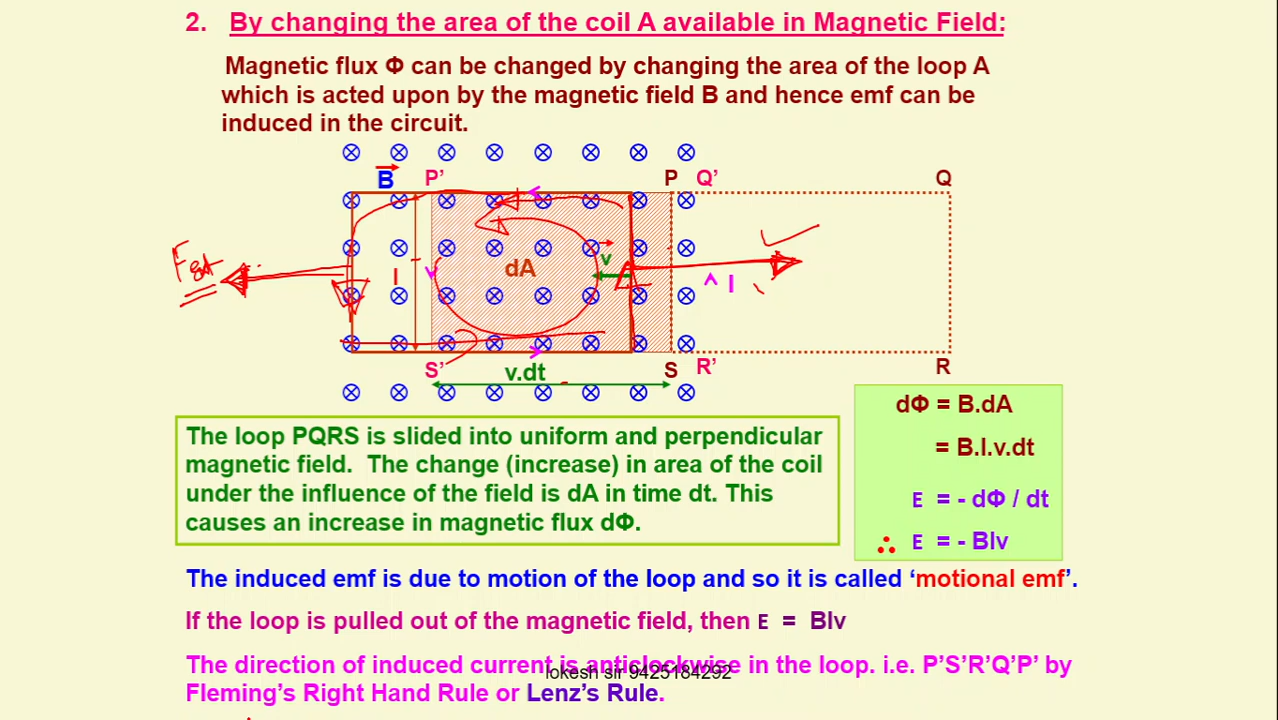 2. By changing the area of the coil A available in Magnetic Field:
Magnetic flux Φ can be changed by changing the area of the loop A
which is acted upon by the magnetic field B and hence emf can be
induced in the circuit.
B P’ P Q’ Q
Fext l dA v I
S’ v.dt S R’ R
dΦ = B.dA
= B.l.v.dt
E = - dΦ / dt
∴ E = - Blv
The loop PQRS is slided into uniform and perpendicular
magnetic field. The change (increase) in area of the coil
under the influence of the field is dA in time dt. This
causes an increase in magnetic flux dΦ.
The induced emf is due to motion of the loop and so it is called ‘motional emf’.
If the loop is pulled out of the magnetic field, then E = Blv
The direction of induced current is anticlockwise in the loop. i.e. P’S’R’Q’P’ by
lokesh sir 9425184292
Fleming’s Right Hand Rule or Lenz’s Rule.